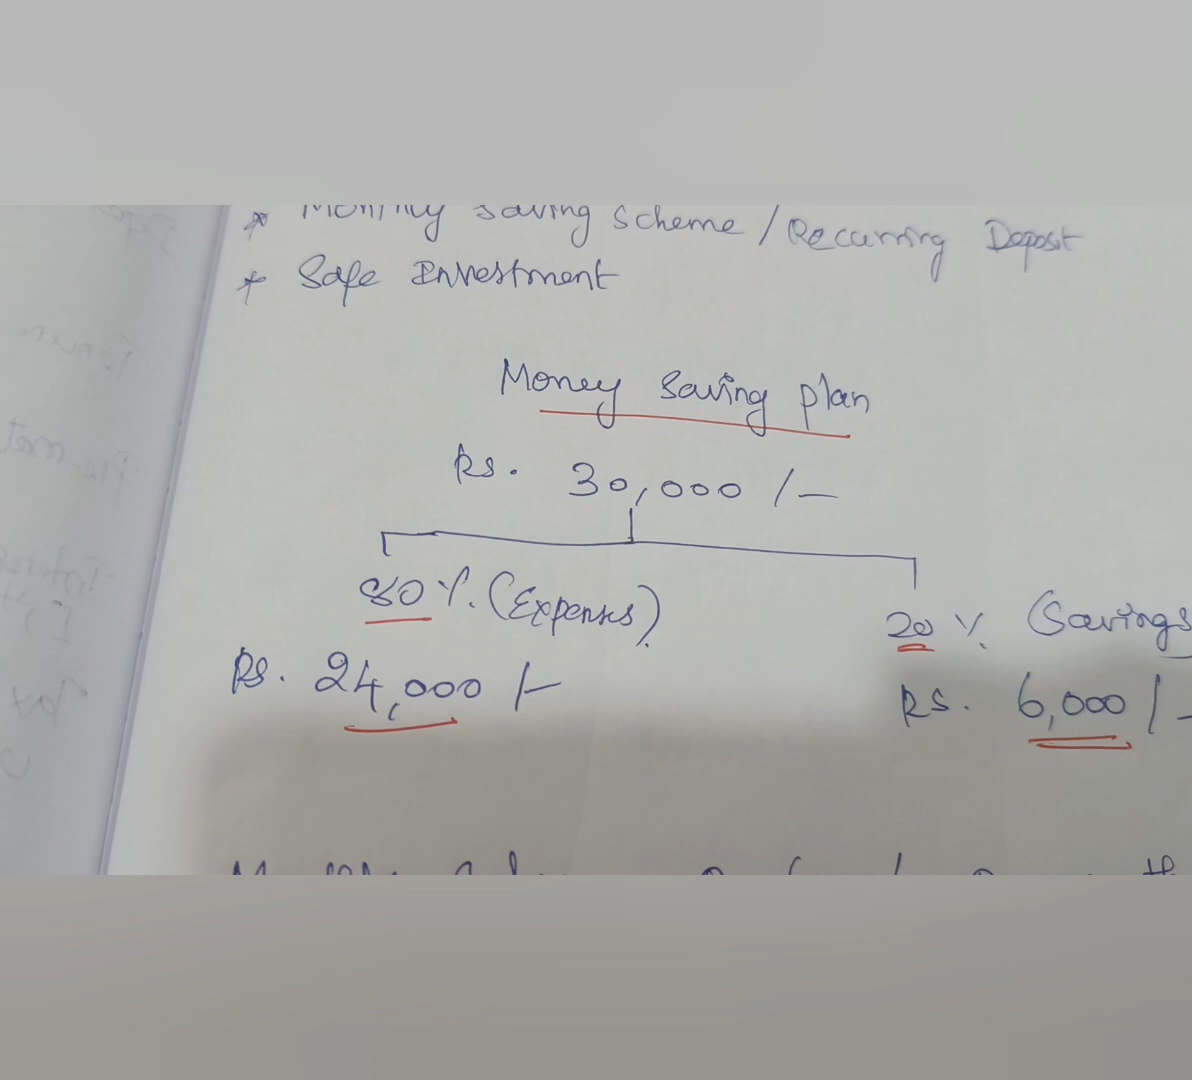 * Monthly Saving Scheme / Recurring Deposit
* Safe Investment
Money Saving plan
Rs. 30,000 /-
80 %. (Expenses)
20 %. (Savings
Rs. 24,000 /-
Rs. 6,000 /-